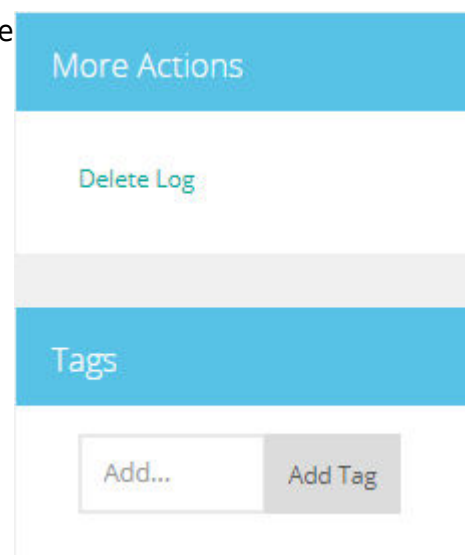 e
More Actions
Delete Log
Tags
Add...
Add Tag